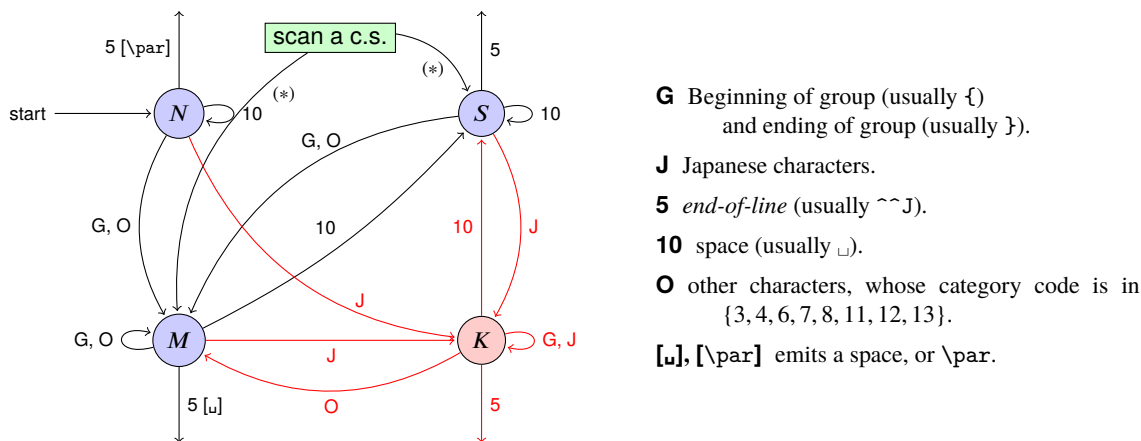 scan a c.s.
5 [\par]
5
(∗)
(∗)
start
N
10
S
10
G, O
G, O
10
10
J
J
G, O
M
J
K
G, J
O
5 [␣]
5
G Beginning of group (usually {)
and ending of group (usually }).
J Japanese characters.
5 end-of-line (usually ^^J).
10 space (usually ␣).
O other characters, whose category code is in
{3, 4, 6, 7, 8, 11, 12, 13}.
[␣], [\par] emits a space, or \par.